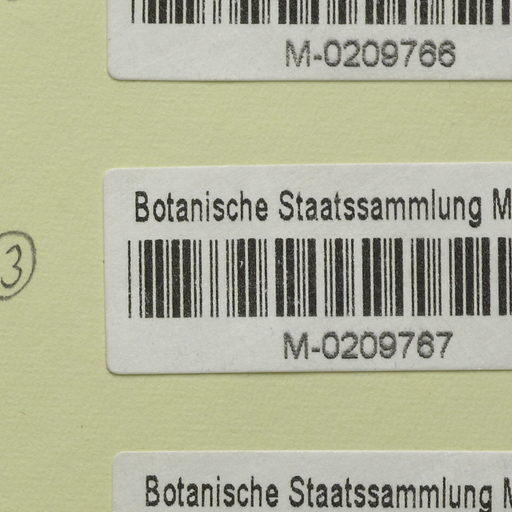 M-0209766
Botanische Staatssammlung M
3
M-0209767
Botanische Staatssammlung M